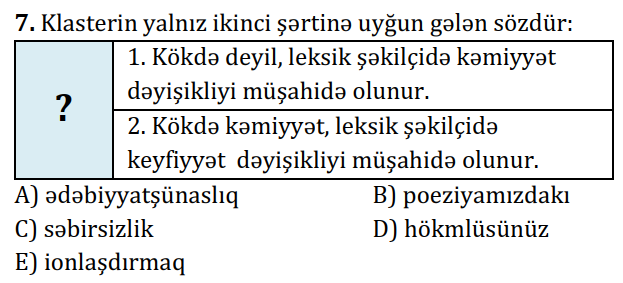 7. Klasterin yalnız ikinci şərtinə uyğun gələn sözdür:
?
1. Kökdə deyil, leksik şəkilçidə kəmiyyət
dəyişikliyi müşahidə olunur.
2. Kökdə kəmiyyət, leksik şəkilçidə
keyfiyyət dəyişikliyi müşahidə olunur.
A) ədəbiyyatşünaslıq B) poeziyamızdakı
C) səbirsizlik D) hökmlüsünüz
E) ionlaşdırmaq